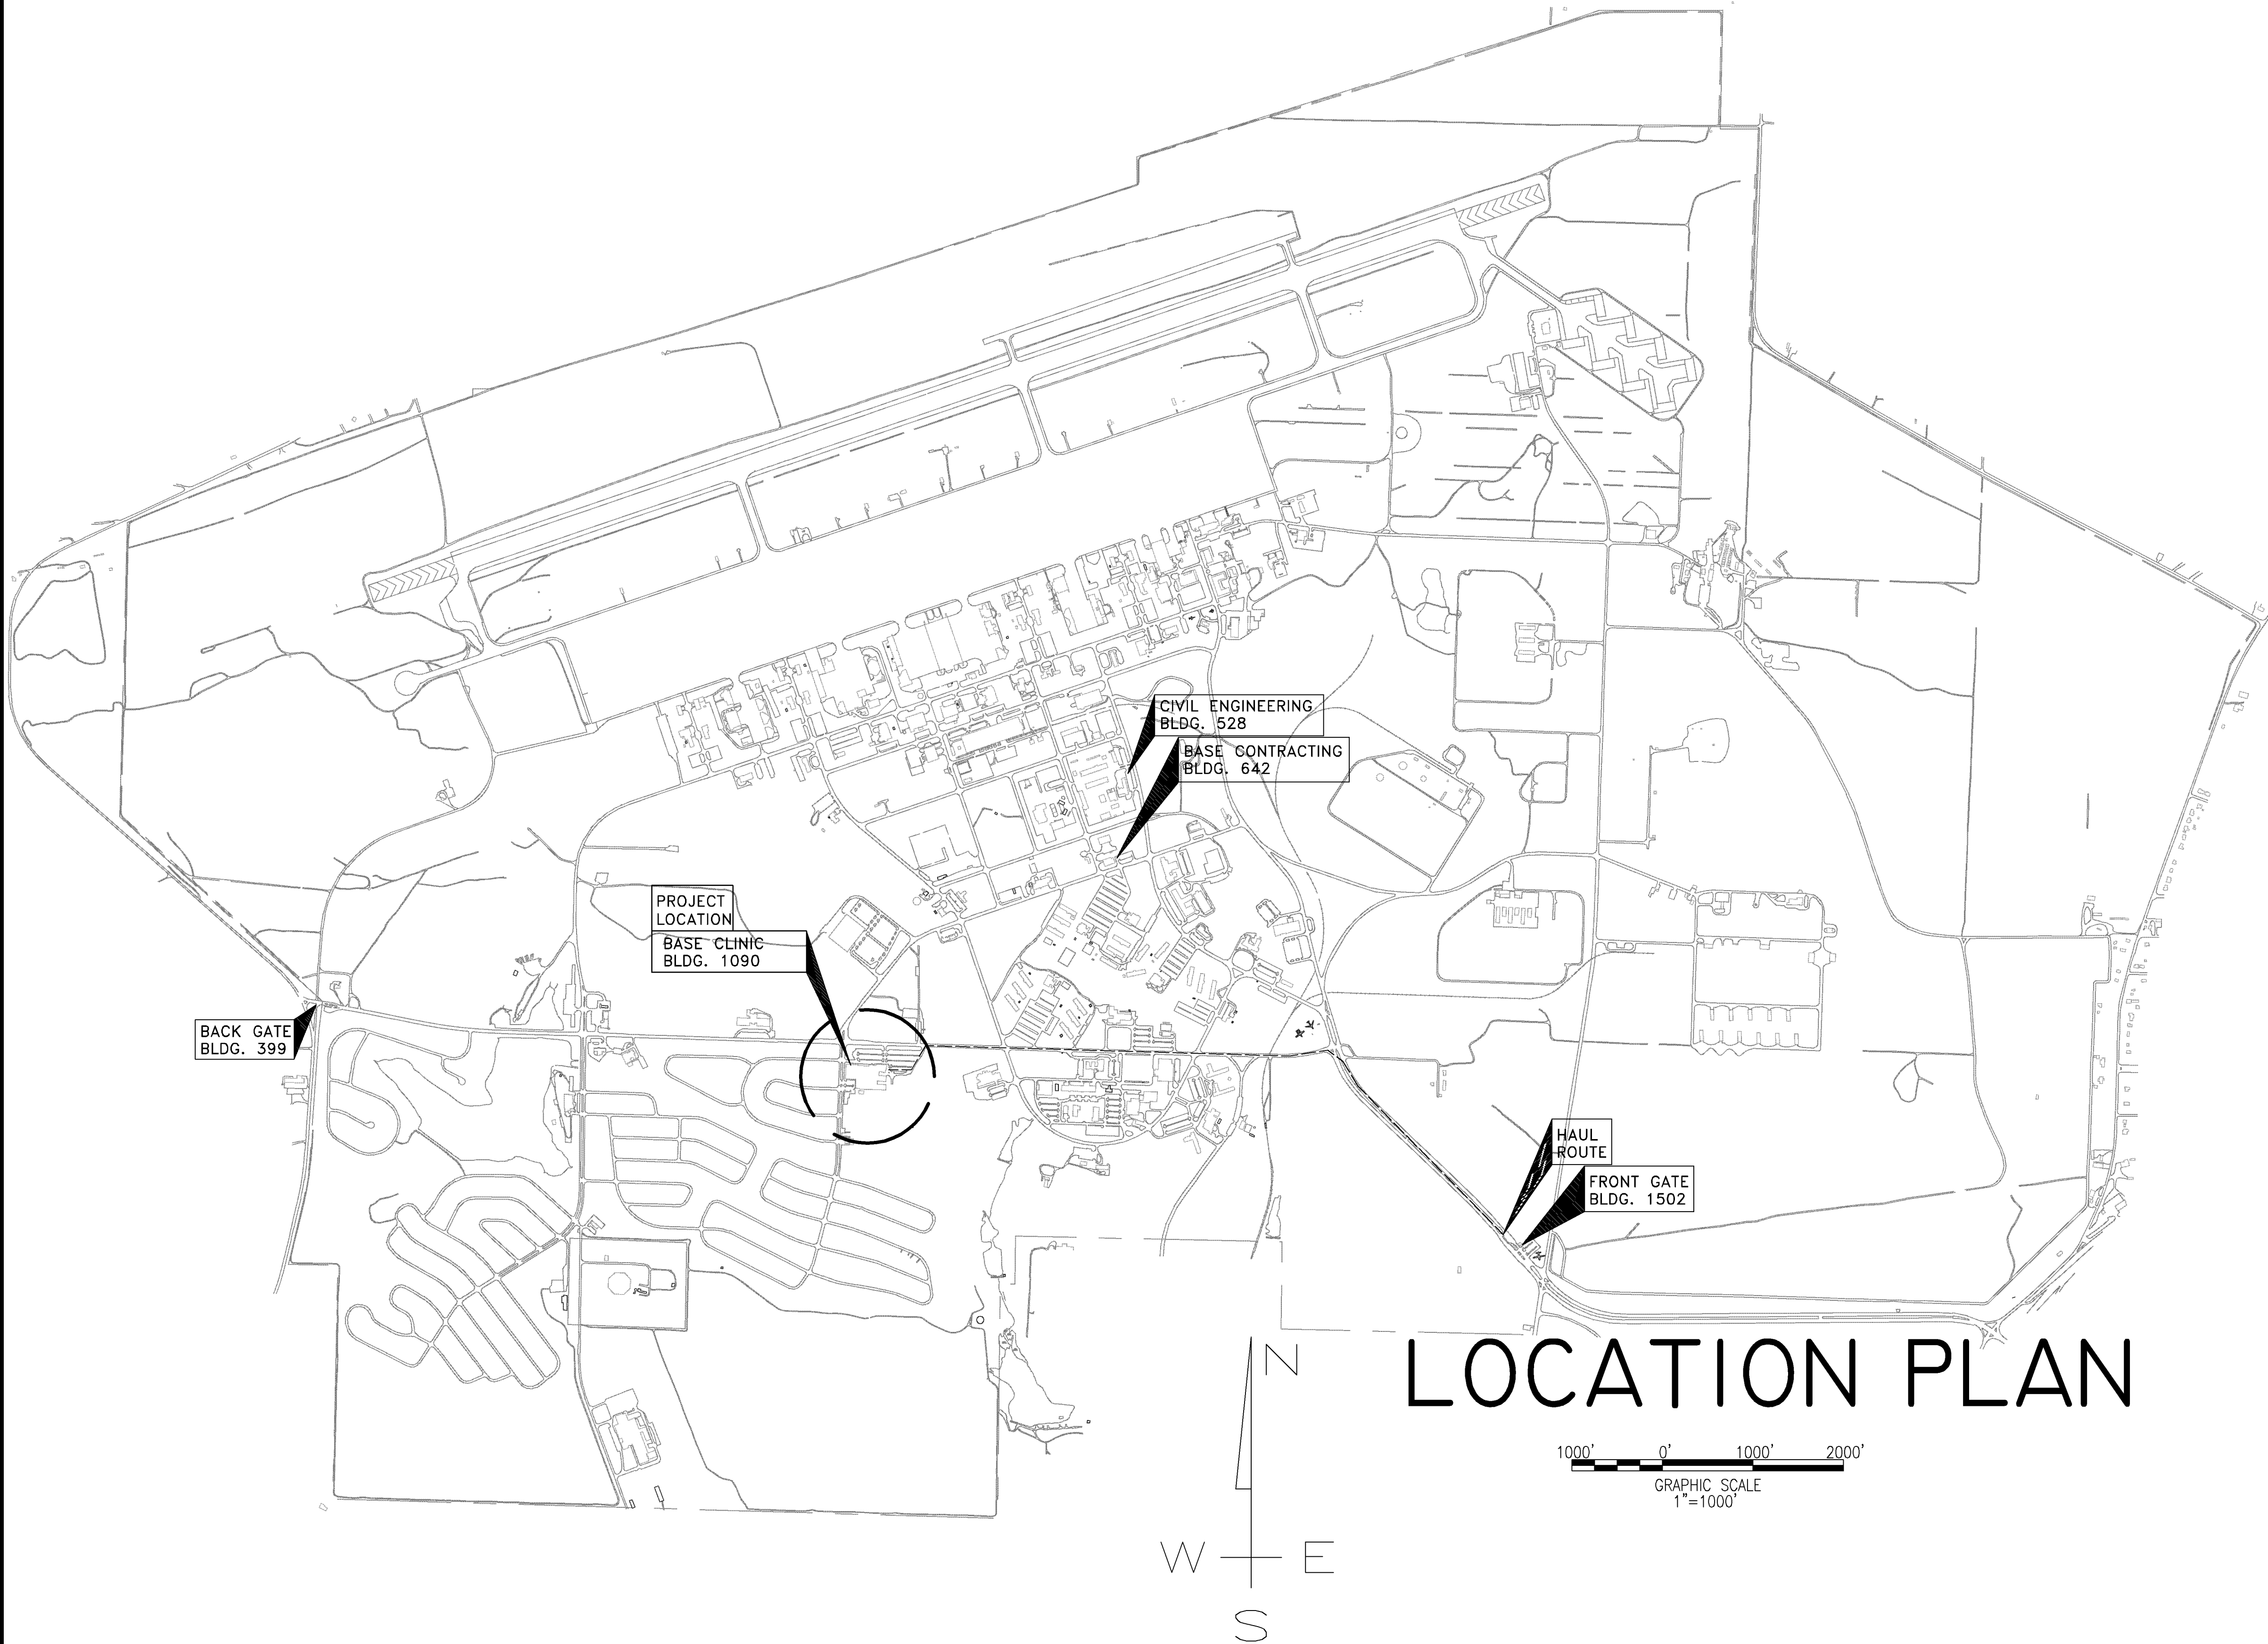 CIVIL ENGINEERING
BLDG. 528
BASE CONTRACTING
BLDG. 642
PROJECT
LOCATION
BASE CLINIC
BLDG. 1090
BACK GATE
BLDG. 399
HAUL
ROUTE
FRONT GATE
BLDG. 1502
LOCATION PLAN
1000' 0' 1000' 2000'
GRAPHIC SCALE
1"=1000'
N
W E
S